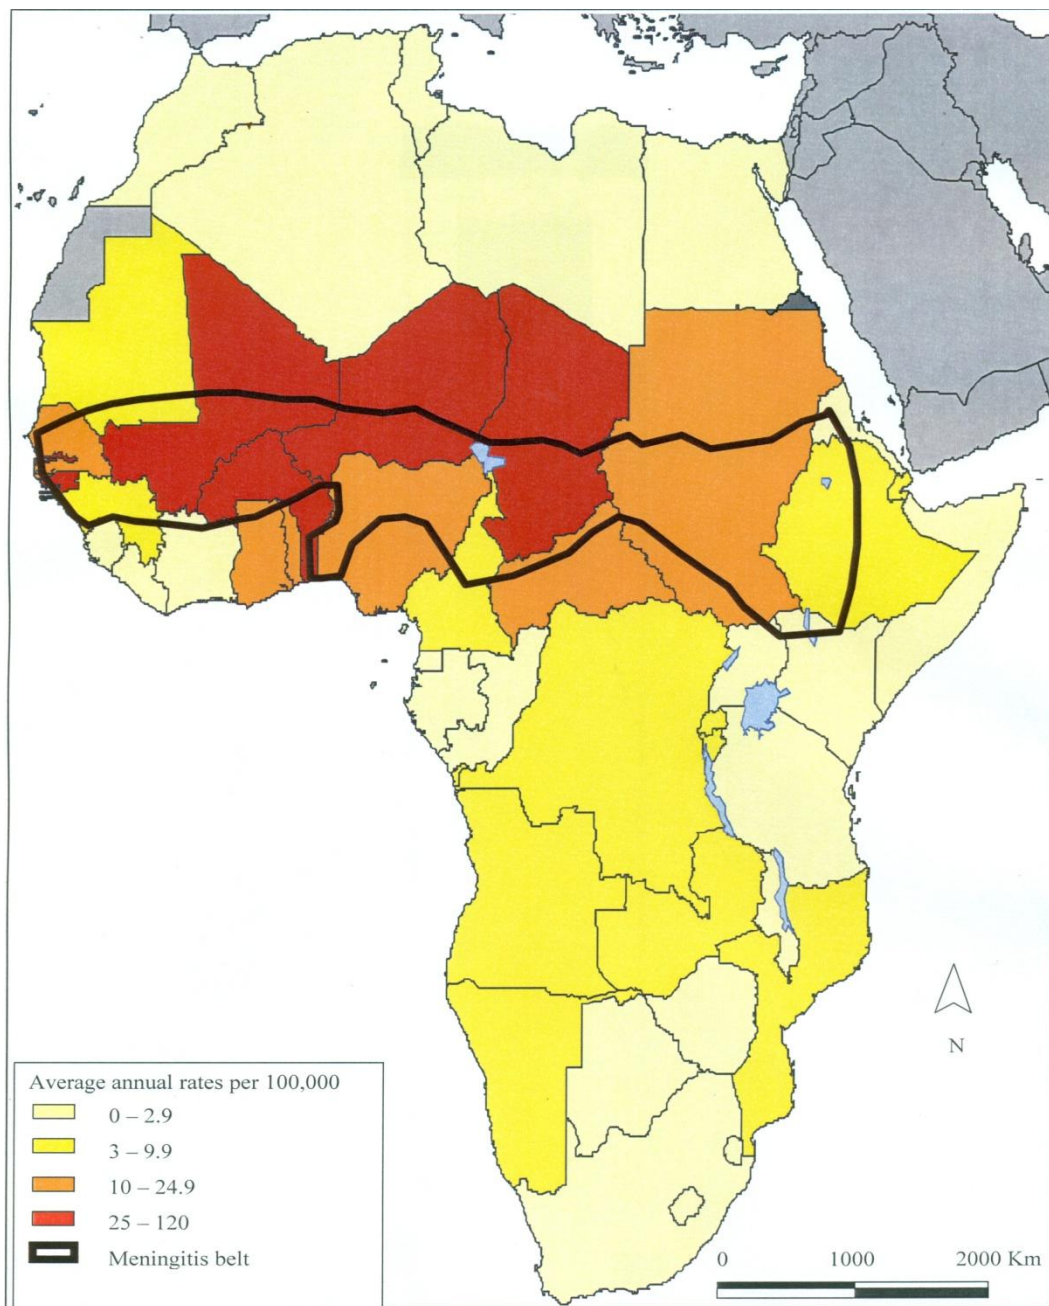 N
Average annual rates per 100,000
0 – 2.9
3 – 9.9
10 – 24.9
25 – 120
Meningitis belt
0 1000 2000 Km